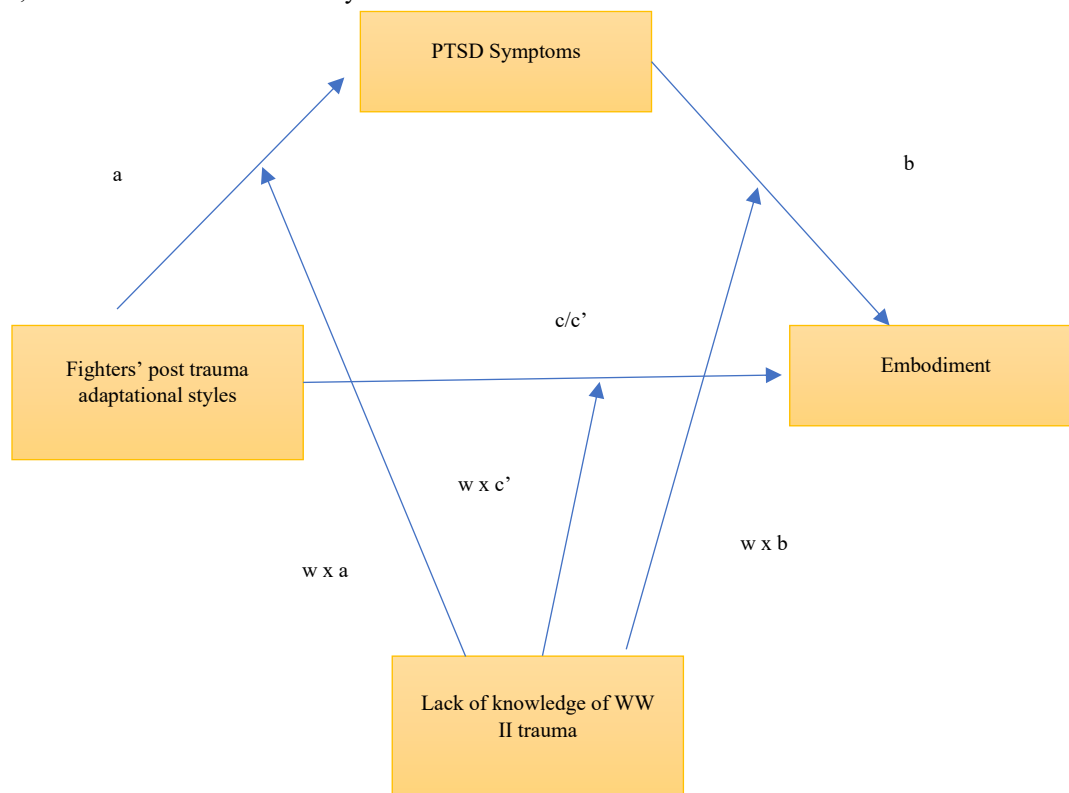 PTSD Symptoms
a
b
c/c’
Fighters’ post trauma
adaptational styles
Embodiment
w x c’
w x b
w x a
Lack of knowledge of WW
II trauma